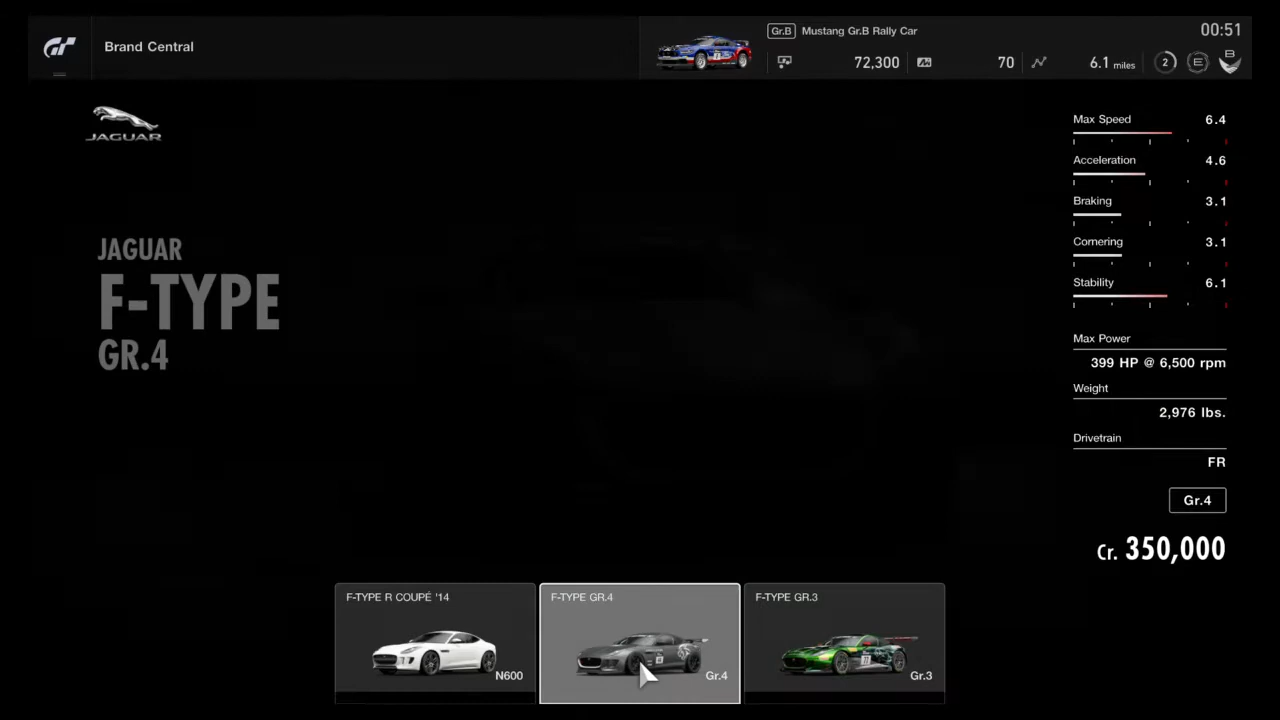 Brand Central
Gr.B Mustang Gr.B Rally Car
72,300
70
6.1 miles
2
E
B
00:51
JAGUAR
JAGUAR
F-TYPE
GR.4
Max Speed 6.4
Acceleration 4.6
Braking 3.1
Cornering 3.1
Stability 6.1
Max Power
399 HP @ 6,500 rpm
Weight
2,976 lbs.
Drivetrain
FR
Gr.4
Cr. 350,000
F-TYPE R COUPÉ '14
N600
F-TYPE GR.4
Gr.4
F-TYPE GR.3
Gr.3